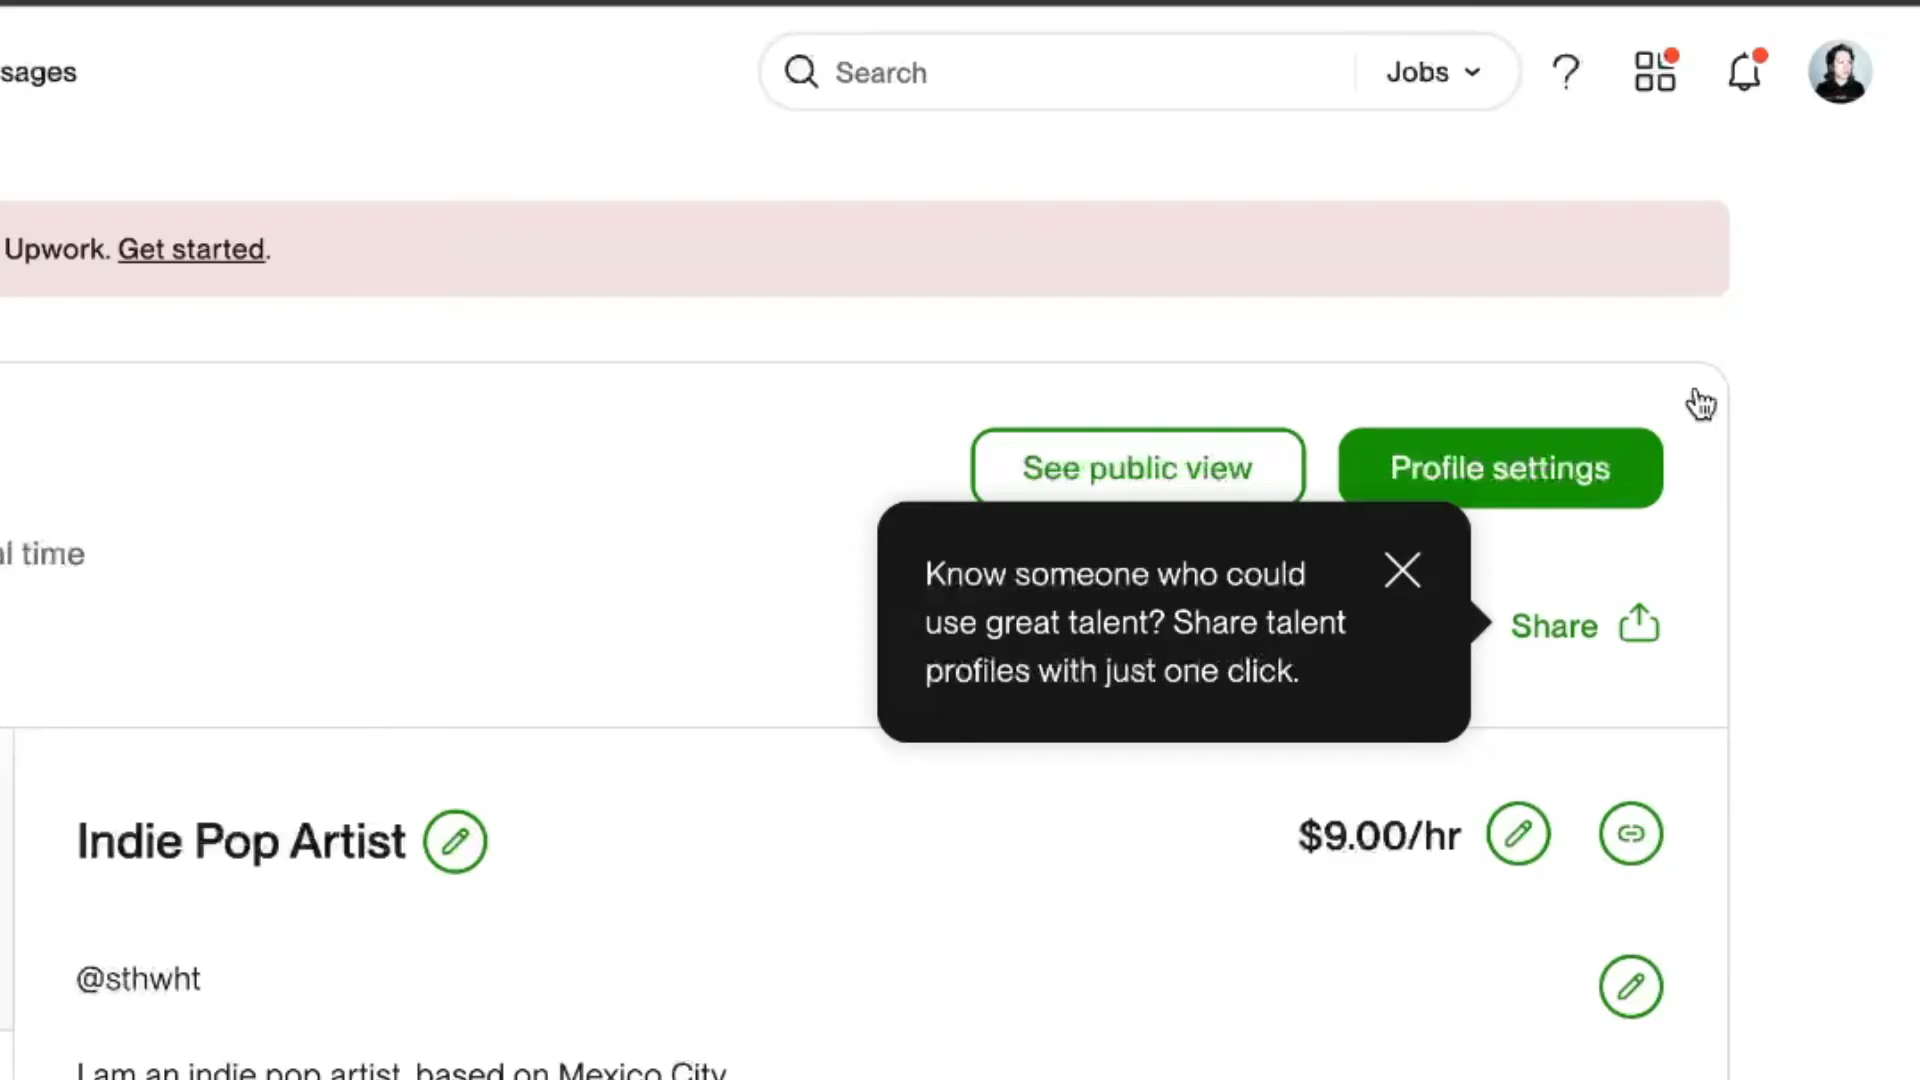 sages
Search
Jobs
Upwork. Get started.
See public view
Profile settings
al time
Know someone who could
use great talent? Share talent
profiles with just one click.
Share
Indie Pop Artist
$9.00/hr
@sthwht
I am an indie pop artist, based on Mexico City